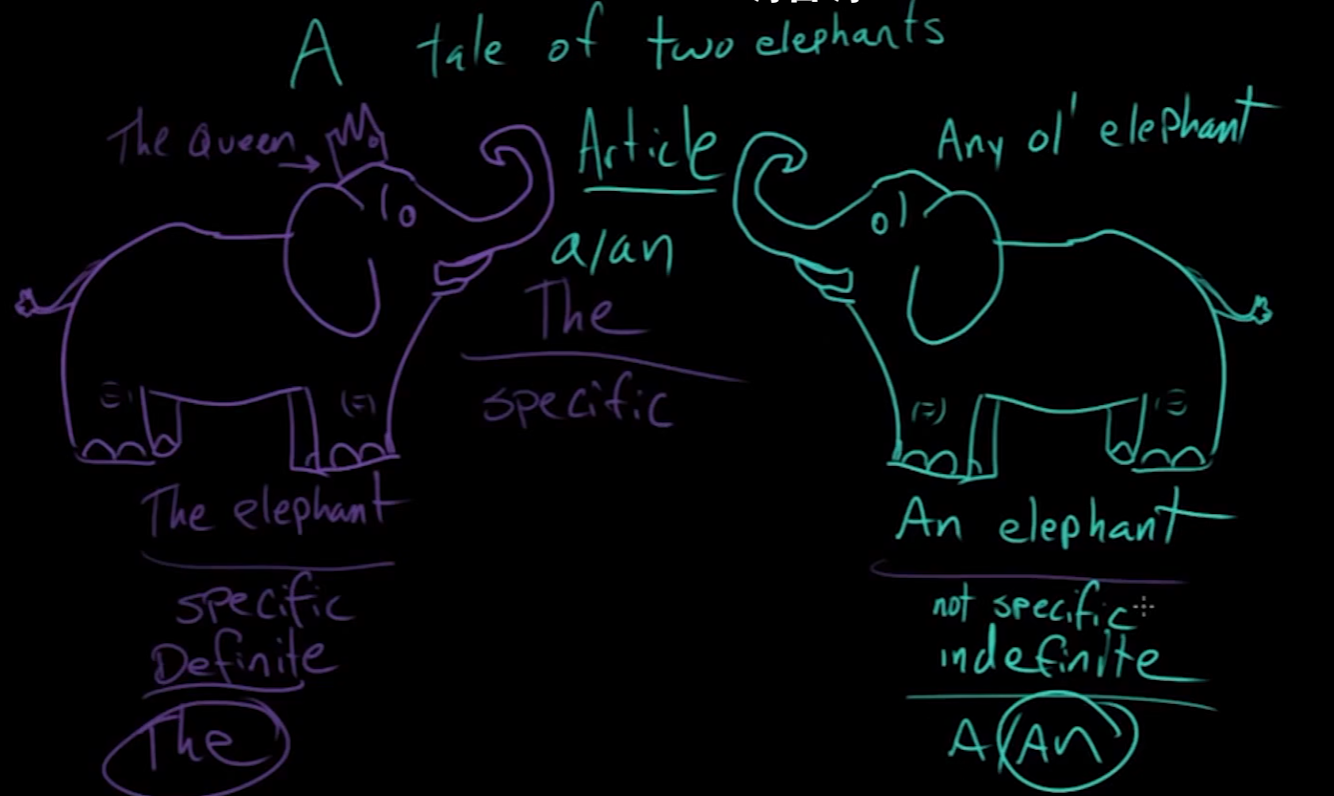 A tale of two elephants
The Queen →
Article
Any ol' elephant
a/an
The
specific
The elephant
specific
Definite
The
An elephant
not specific
indefinite
A/An